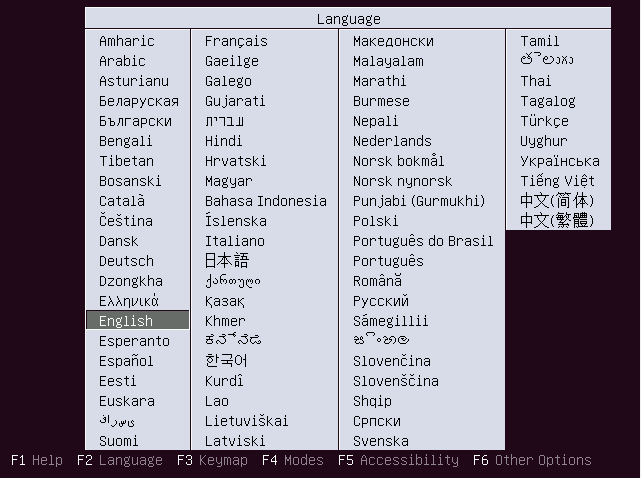 Language
Amharic
Arabic
Asturianu
Беларуская
Български
Bengali
Tibetan
Bosanski
Català
Čeština
Dansk
Deutsch
Dzongkha
Ελληνικά
English
Esperanto
Español
Eesti
Euskara
ﻰﺳﺭﺎﻓ
Suomi
Français
Gaeilge
Galego
Gujarati
עברית
Hindi
Hrvatski
Magyar
Bahasa Indonesia
Íslenska
Italiano
日本語
ქართული
Қазақ
Khmer
ಕನ್ನಡ
한국어
Kurdî
Lao
Lietuviškai
Latviski
Македонски
Malayalam
Marathi
Burmese
Nepali
Nederlands
Norsk bokmål
Norsk nynorsk
Punjabi (Gurmukhi)
Polski
Português do Brasil
Português
Română
Русский
Sámegillii
සිංහල
Slovenčina
Slovenščina
Shqip
Српски
Svenska
Tamil
తెలుగు
Thai
Tagalog
Türkçe
Uyghur
Українська
Tiếng Việt
中文(简体)
中文(繁體)
F1 Help F2 Language F3 Keymap F4 Modes F5 Accessibility F6 Other Options